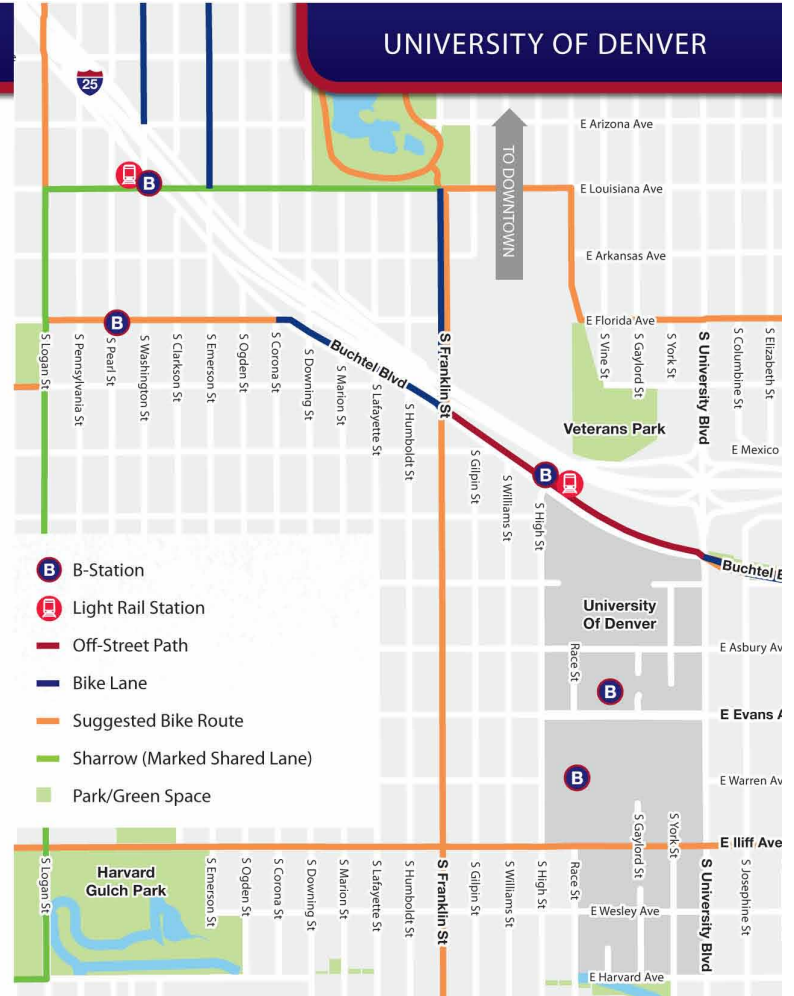 UNIVERSITY OF DENVER
25
E Arizona Ave
TO DOWNTOWN
B
E Louisiana Ave
E Arkansas Ave
B
E Florida Ave
S Logan St
S Pennsylvania St
S Pearl St
S Washington St
S Clarkson St
S Emerson St
S Ogden St
S Corona St
S Downing St
S Marion St
S Lafayette St
S Humboldt St
Buchtel Blvd
S Franklin St
S Vine St
S Gaylord St
S York St
S University Blvd
S Columbine St
S Elizabeth St
Veterans Park
E Mexico
S Gilpin St
S Williams St
S High St
B
Buchtel
B
B-Station
Light Rail Station
Off-Street Path
Bike Lane
Suggested Bike Route
Sharrow (Marked Shared Lane)
Park/Green Space
University
Of Denver
Race St
E Asbury Av
B
E Evans
B
E Warren Av
E Iliff Ave
S Gaylord St
S York St
S Logan St
Harvard
Gulch Park
S Emerson St
S Ogden St
S Corona St
S Downing St
S Marion St
S Lafayette St
S Humboldt St
S Franklin St
S Gilpin St
S Williams St
S High St
Race St
S University Blvd
S Josephine St
E Wesley Ave
E Harvard Ave